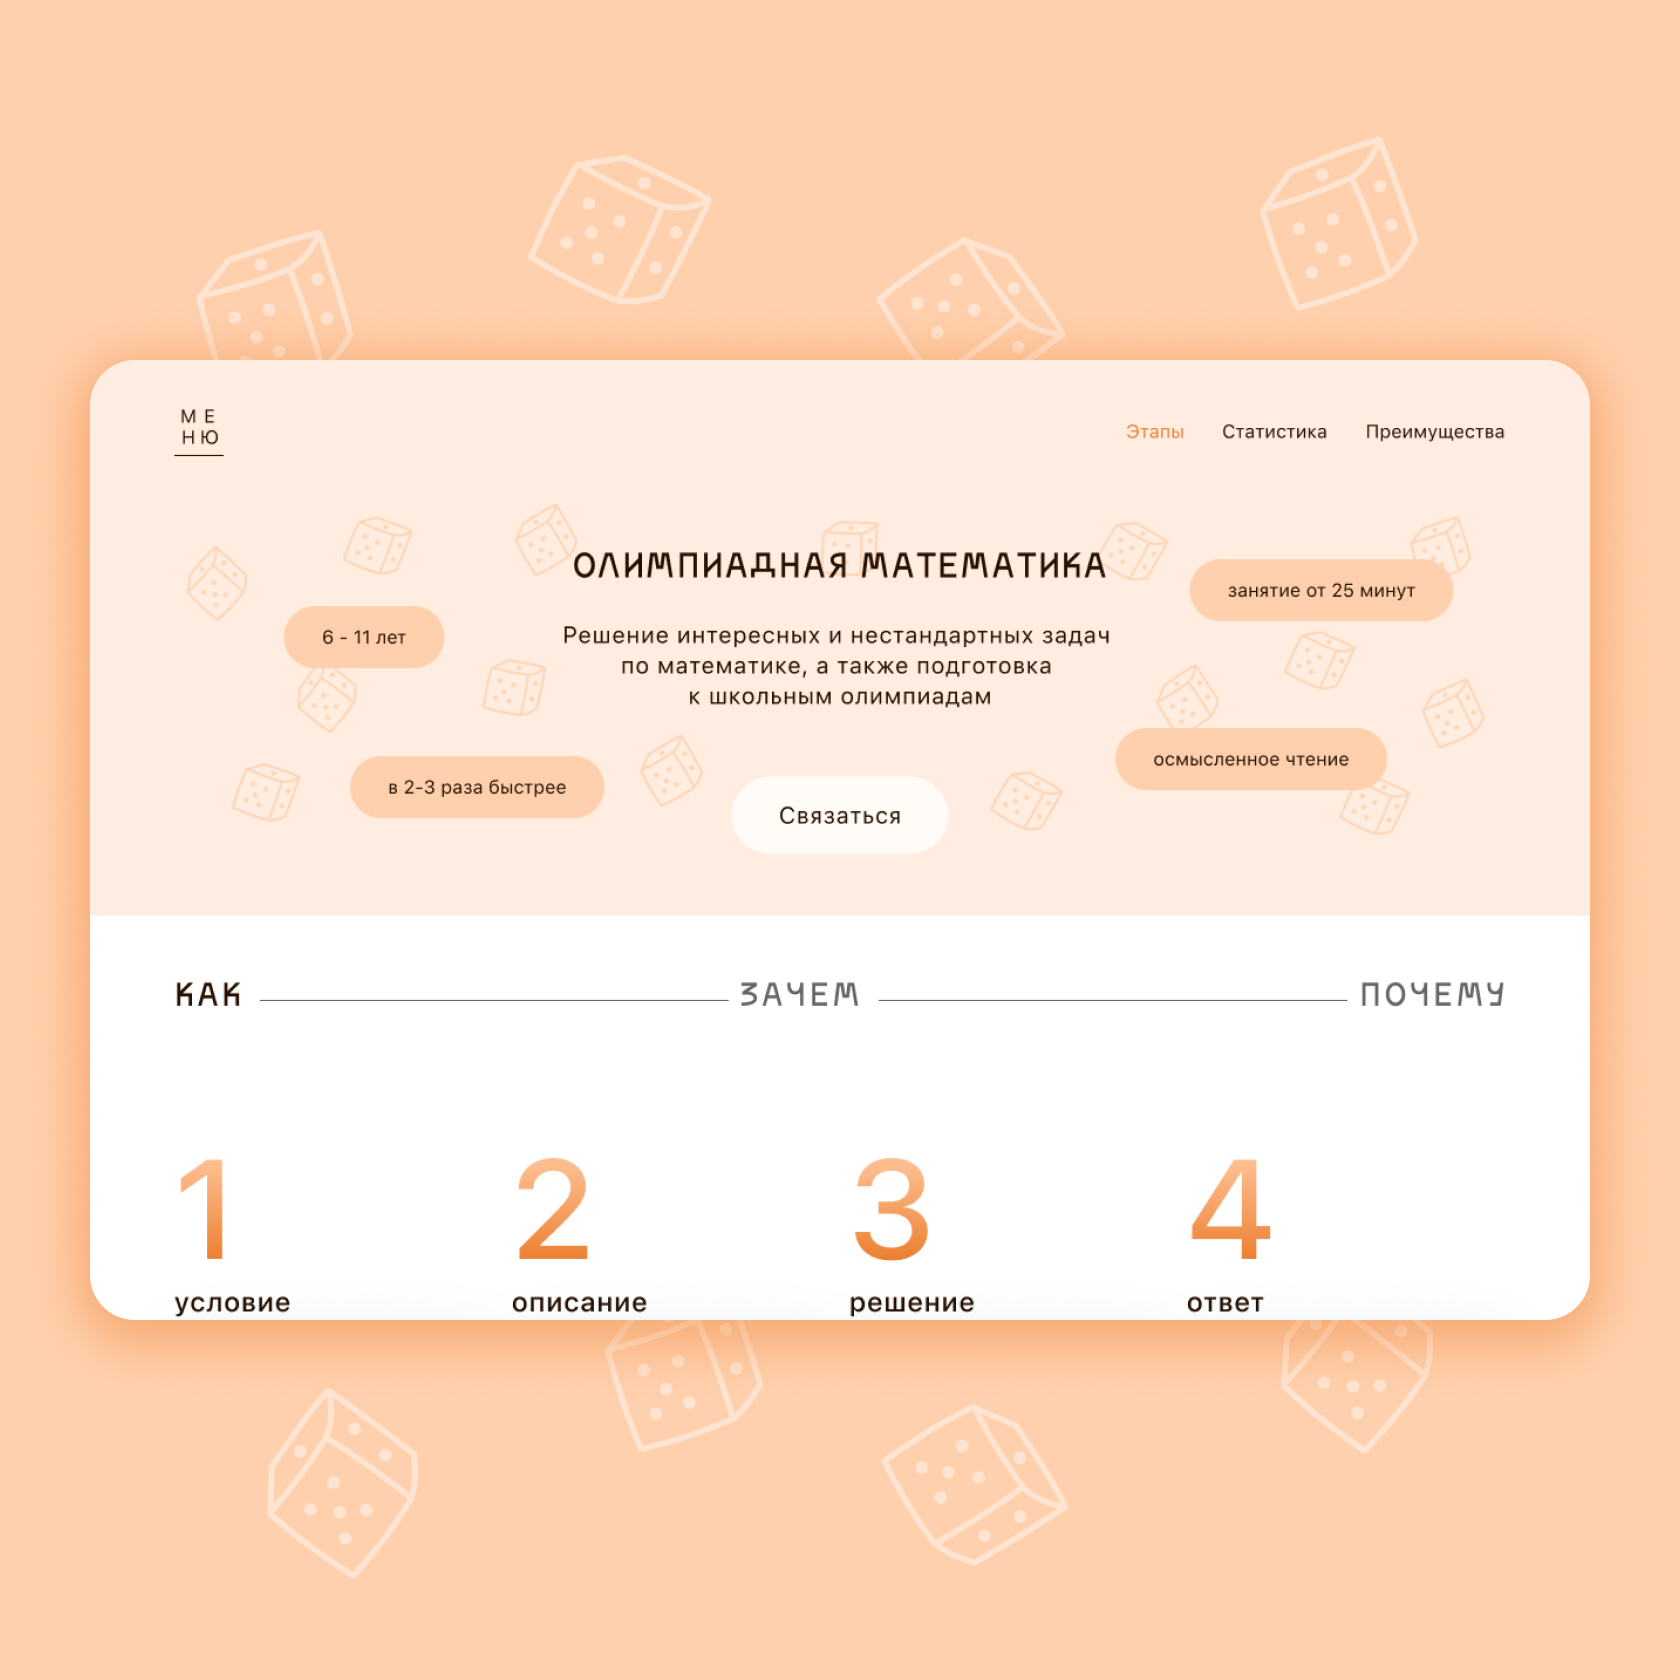 МЕ
НЮ
Этапы Статистика Преимущества
ОЛИМПИАДНАЯ МАТЕМАТИКА
занятие от 25 минут
6 - 11 лет
Решение интересных и нестандартных задач
по математике, а также подготовка
к школьным олимпиадам
осмысленное чтение
в 2-3 раза быстрее
Связаться
КАК ЗАЧЕМ ПОЧЕМУ
1 2 3 4
условие описание решение ответ